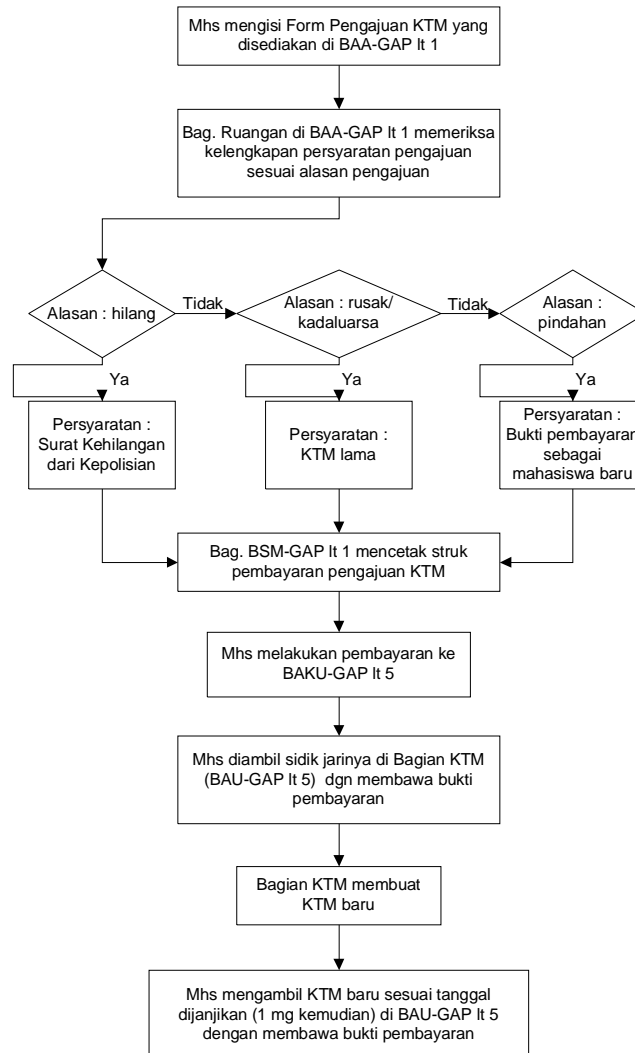 Mhs mengisi Form Pengajuan KTM yang
disediakan di BAA-GAP lt 1
Bag. Ruangan di BAA-GAP lt 1 memeriksa
kelengkapan persyaratan pengajuan
sesuai alasan pengajuan
Alasan : hilang
Tidak
Alasan : rusak/
kadaluarsa
Tidak
Alasan :
pindahan
Ya
Ya
Ya
Persyaratan :
Surat Kehilangan
dari Kepolisian
Persyaratan :
KTM lama
Persyaratan :
Bukti pembayaran
sebagai
mahasiswa baru
Bag. BSM-GAP lt 1 mencetak struk
pembayaran pengajuan KTM
Mhs melakukan pembayaran ke
BAKU-GAP lt 5
Mhs diambil sidik jarinya di Bagian KTM
(BAU-GAP lt 5) dgn membawa bukti
pembayaran
Bagian KTM membuat
KTM baru
Mhs mengambil KTM baru sesuai tanggal
dijanjikan (1 mg kemudian) di BAU-GAP lt 5
dengan membawa bukti pembayaran